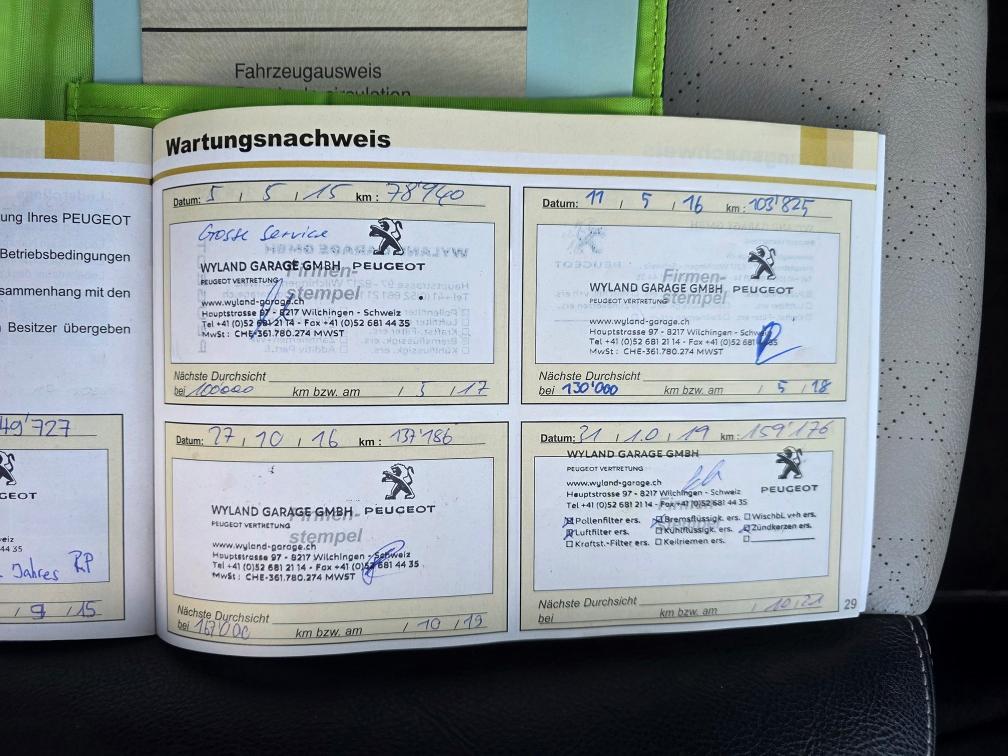 Fahrzeugausweis
Wartungsnachweis
ung Ihres PEUGEOT
Betriebsbedingungen
sammenhang mit den
Besitzer übergeben
49'727
GEOT
Jahres RP
9 / 15
Datum: 5 / 5 / 15 km: 78'940
Grosse Service
WYLAND GARAGE GMBH PEUGEOT
PEUGEOT VERTRETUNG
Firmen-
stempel
www.wyland-garage.ch
Hauptstrasse 97 - 8217 Wilchingen - Schweiz
Tel +41 (0)52 681 21 14 - Fax +41 (0)52 681 44 35
MwSt: CHE-361.780.274 MWST
Nächste Durchsicht
bei 100000 km bzw. am / 5 / 17
Datum: 11 / 5 / 16 km: 103'825
Firmen-
WYLAND GARAGE GMBH PEUGEOT
PEUGEOT VERTRETUNG
stempel
www.wyland-garage.ch
Hauptstrasse 97 - 8217 Wilchingen - Schweiz
Tel +41 (0)52 681 21 14 - Fax +41 (0)52 681 44 35
MwSt: CHE-361.780.274 MWST
Nächste Durchsicht
bei 130'000 km bzw. am / 5 / 18
Datum: 27 / 10 / 16 km: 137'186
WYLAND GARAGE GMBH PEUGEOT
Firmen-
PEUGEOT VERTRETUNG
stempel
www.wyland-garage.ch
Hauptstrasse 97 - 8217 Wilchingen - Schweiz
Tel +41 (0)52 681 21 14 - Fax +41 (0)52 681 44 35
MwSt: CHE-361.780.274 MWST
Nächste Durchsicht
bei 167'000 km bzw. am / 10 / 19
Datum: 31 / 10 / 19 km: 159'176
WYLAND GARAGE GMBH
PEUGEOT VERTRETUNG
PEUGEOT
www.wyland-garage.ch
Hauptstrasse 97 - 8217 Wilchingen - Schweiz
Tel +41 (0)52 681 21 14 - Fax +41 (0)52 681 44 35
Firmen-
stempel
Pollenfilter ers. Bremsflüssigk. ers. Wischbl. v+h ers.
Luftfilter ers. Kühlflüssigk. ers. Zündkerzen ers.
Kraftst.-Filter ers. Keilriemen ers.
Nächste Durchsicht
bei km bzw. am / 10 / 21
29